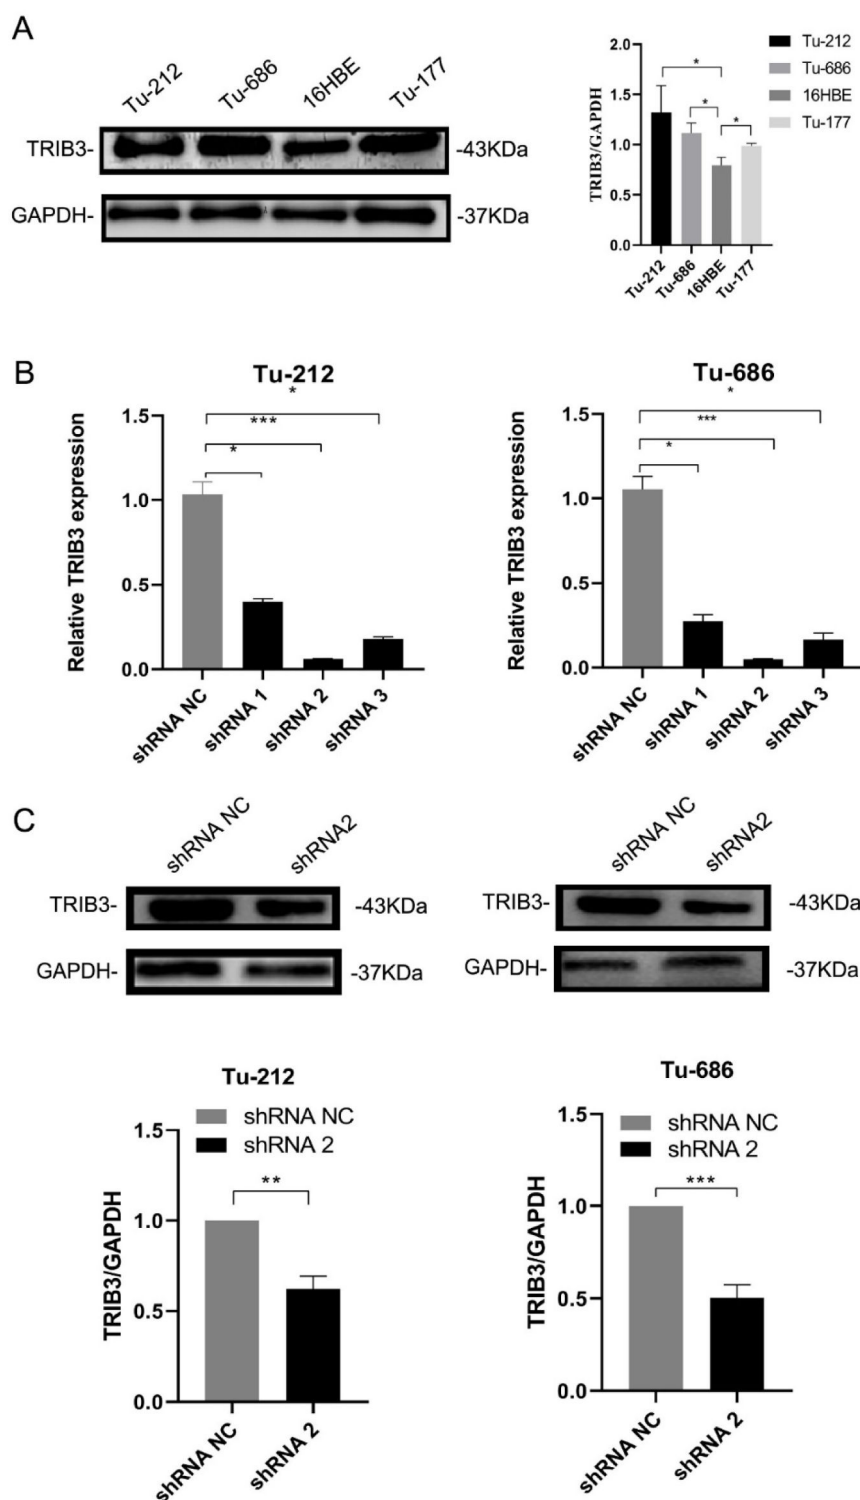 A
Tu-212 Tu-686 16HBE Tu-177
TRIB3- -43KDa
GAPDH- -37KDa
TRIB3/GAPDH
2.0
1.5
1.0
0.5
0.0
* * *
Tu-212 Tu-686 16HBE Tu-177
Tu-212
Tu-686
16HBE
Tu-177
B
Tu-212
Relative TRIB3 expression
1.5
1.0
0.5
0.0
*
***
*
shRNA NC shRNA 1 shRNA 2 shRNA 3
Tu-686
Relative TRIB3 expression
1.5
1.0
0.5
0.0
*
***
*
shRNA NC shRNA 1 shRNA 2 shRNA 3
C
shRNA NC shRNA2
TRIB3- -43KDa
GAPDH- -37KDa
shRNA NC shRNA2
TRIB3- -43KDa
GAPDH- -37KDa
Tu-212
shRNA NC
shRNA 2
TRIB3/GAPDH
1.5
1.0
0.5
0.0
**
shRNA NC shRNA 2
Tu-686
shRNA NC
shRNA 2
TRIB3/GAPDH
1.5
1.0
0.5
0.0
***
shRNA NC shRNA 2